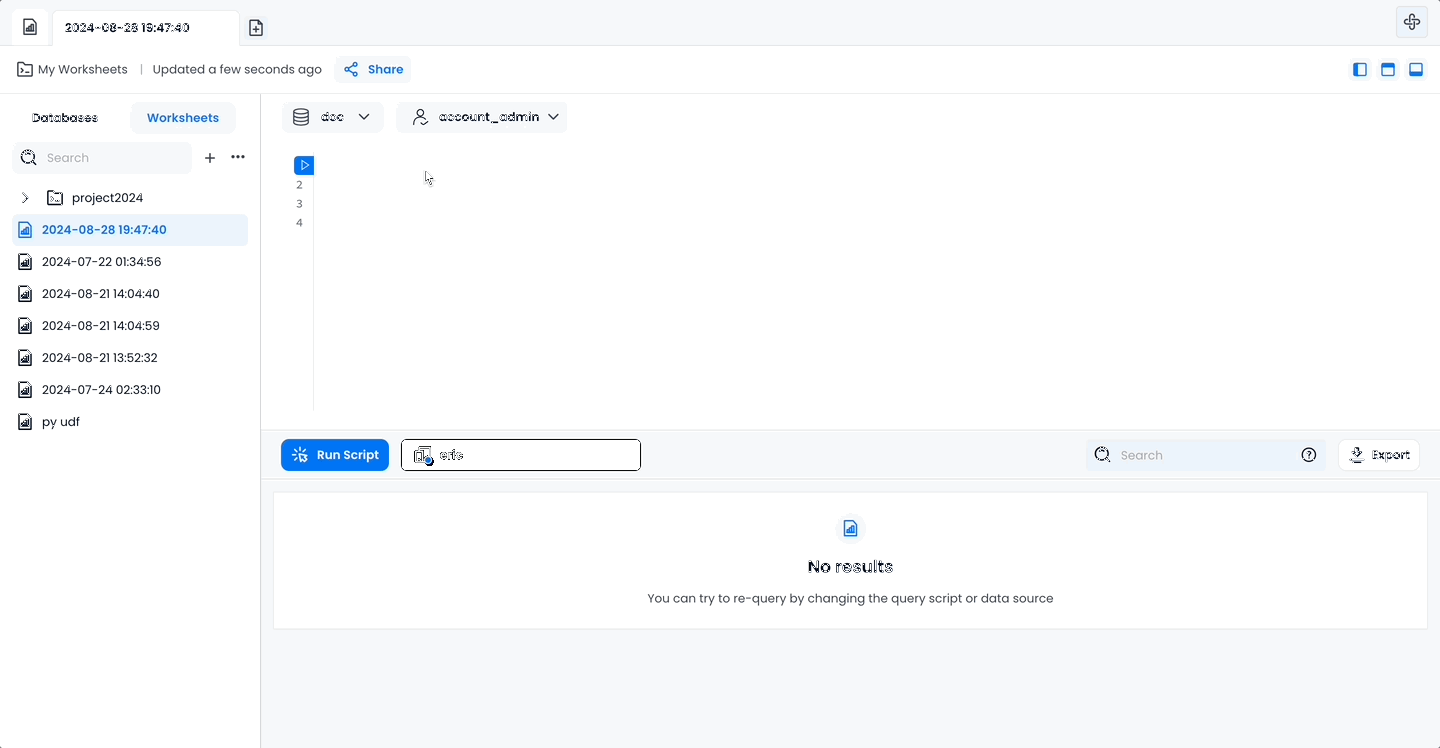 2024-08-28 19:47:40
My Worksheets | Updated a few seconds ago Share
Databases Worksheets
Search
project2024
2024-08-28 19:47:40
2024-07-22 01:34:56
2024-08-21 14:04:40
2024-08-21 14:04:59
2024-08-21 13:52:32
2024-07-24 02:33:10
py udf
doc account_admin
2
3
4
Run Script eric Search Export
No results
You can try to re-query by changing the query script or data source